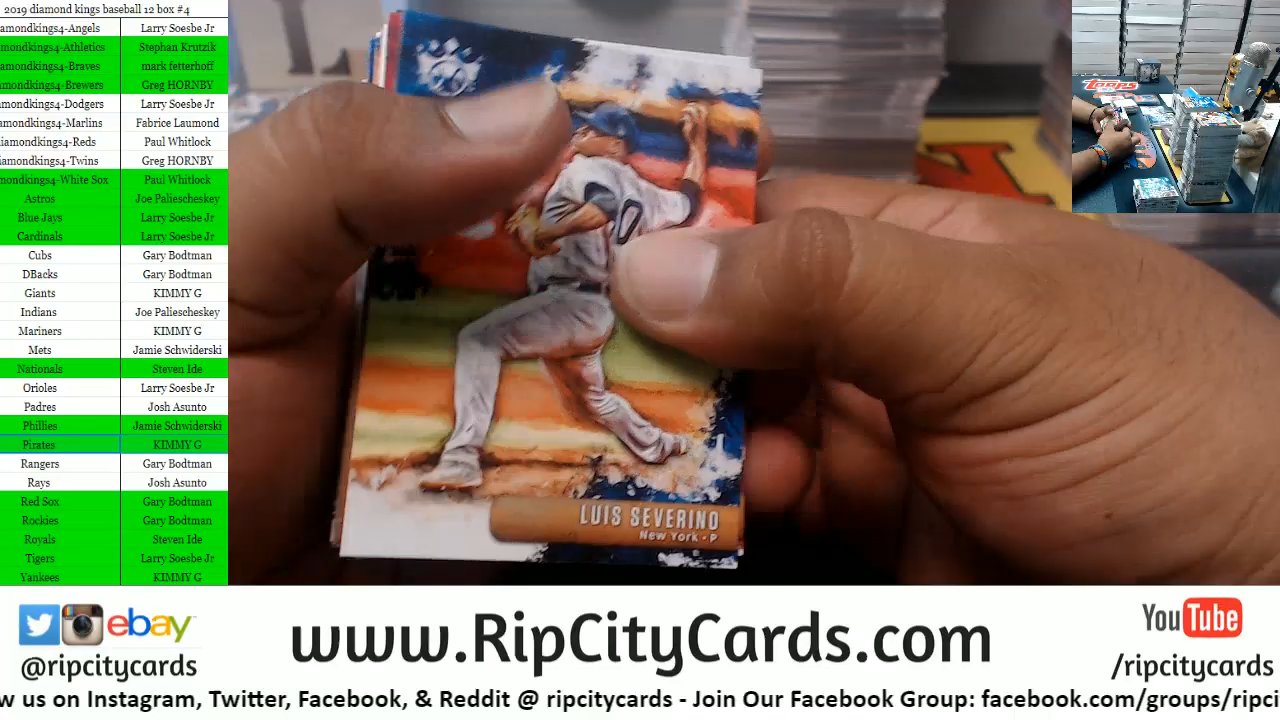 2019 diamond kings baseball 12 box #4
amondkings4-Angels Larry Soesbe Jr
amondkings4-Athletics Stephan Krutzik
amondkings4-Braves mark fetterhoff
amondkings4-Brewers Greg HORNBY
amondkings4-Dodgers Larry Soesbe Jr
amondkings4-Marlins Fabrice Laumond
iamondkings4-Reds Paul Whitlock
iamondkings4-Twins Greg HORNBY
mondkings4-White Sox Paul Whitlock
Astros Joe Paliescheskey
Blue Jays Larry Soesbe Jr
Cardinals Larry Soesbe Jr
Cubs Gary Bodtman
DBacks Gary Bodtman
Giants KIMMY G
Indians Joe Paliescheskey
Mariners KIMMY G
Mets Jamie Schwiderski
Nationals Steven Ide
Orioles Larry Soesbe Jr
Padres Josh Asunto
Phillies Jamie Schwiderski
Pirates KIMMY G
Rangers Gary Bodtman
Rays Josh Asunto
Red Sox Gary Bodtman
Rockies Gary Bodtman
Royals Steven Ide
Tigers Larry Soesbe Jr
Yankees KIMMY G
LUIS SEVERINO
New York - P
ebay
@ripcitycards
www.RipCityCards.com
YouTube
/ripcitycards
w us on Instagram, Twitter, Facebook, & Reddit @ ripcitycards - Join Our Facebook Group: facebook.com/groups/ripci